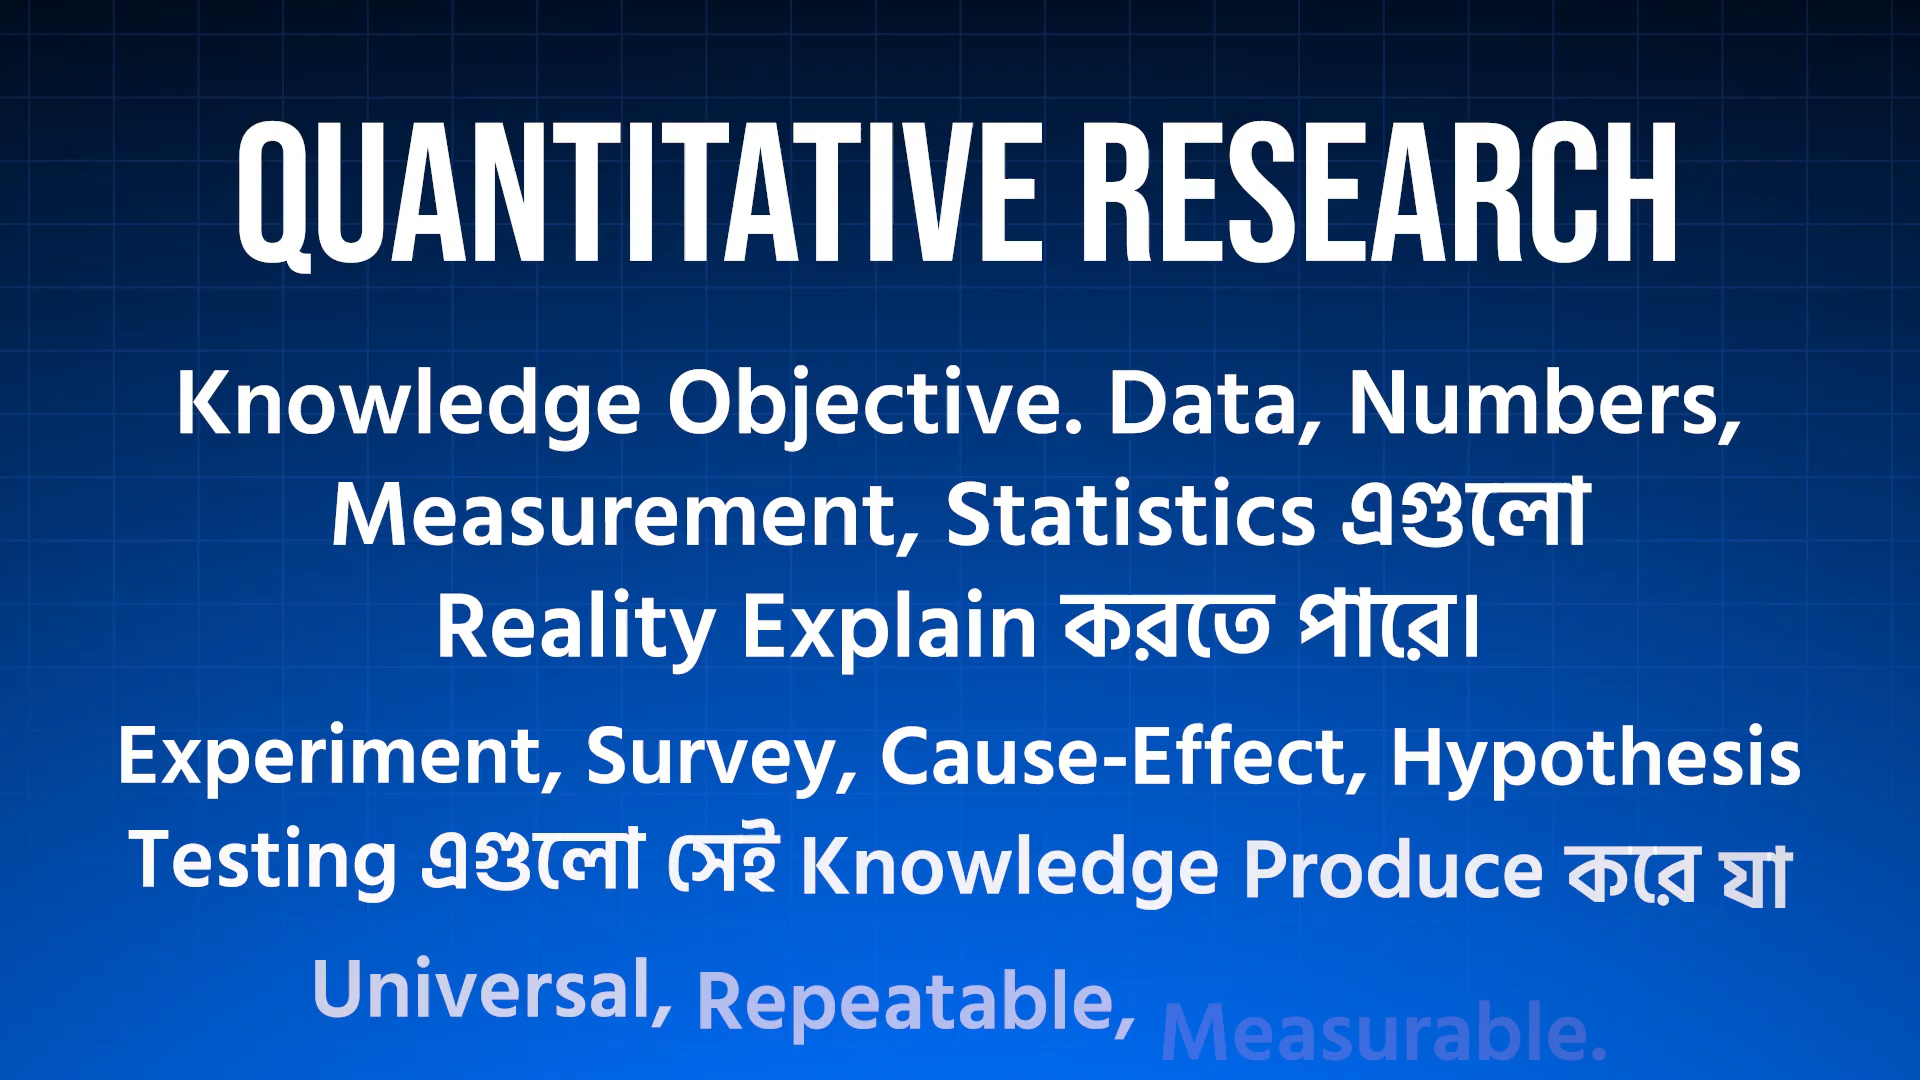 QUANTITATIVE RESEARCH
Knowledge Objective. Data, Numbers,
Measurement, Statistics এগুলো
Reality Explain করতে পারে।
Experiment, Survey, Cause-Effect, Hypothesis
Testing এগুলো সেই Knowledge Produce করে যা
Universal, Repeatable, Measurable.